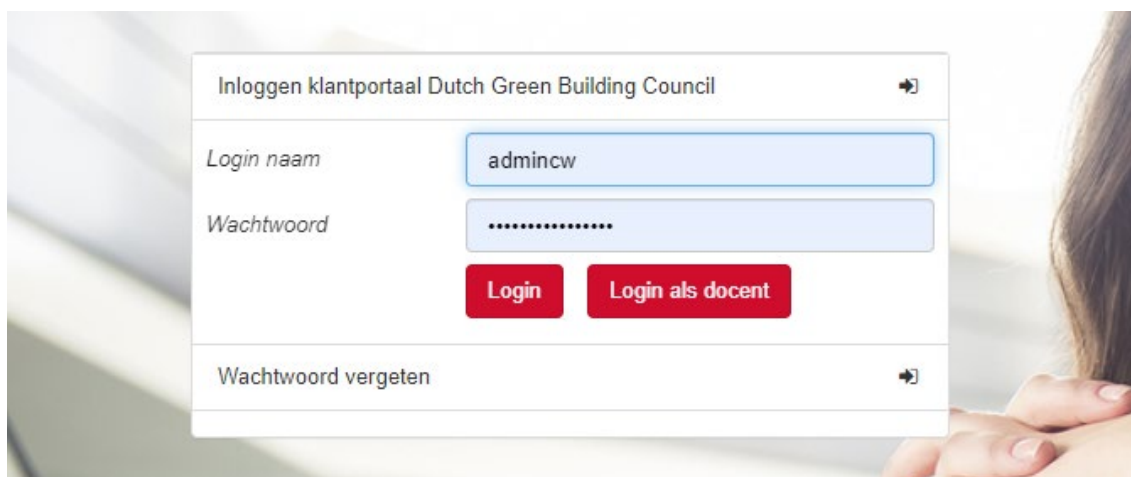 Inloggen klantportaal Dutch Green Building Council
Login naam admincw
Wachtwoord ••••••••••••••••
Login Login als docent
Wachtwoord vergeten